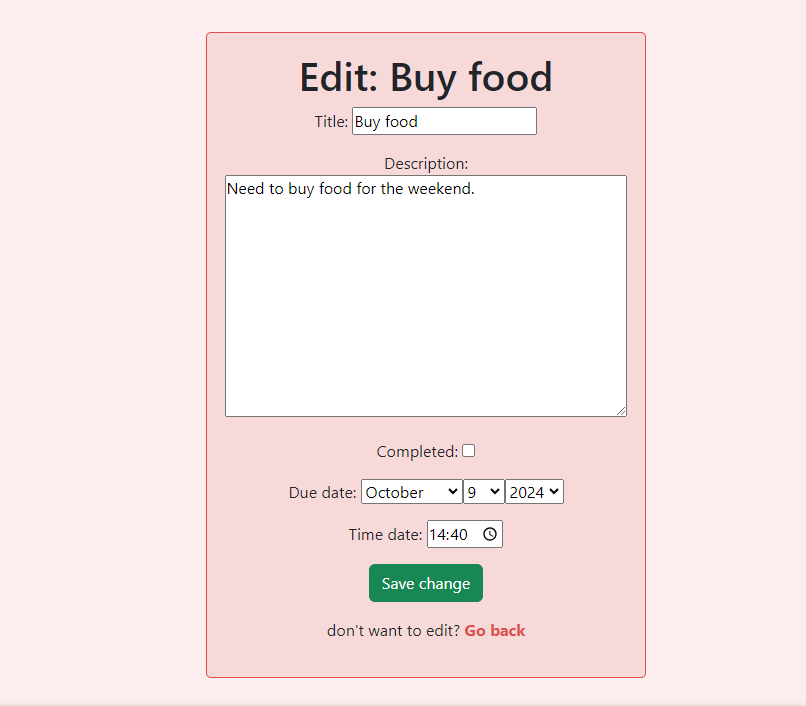 Edit: Buy food
Title: Buy food
Description:
Need to buy food for the weekend.
Completed:
Due date: October 9 2024
Time date: 14:40
Save change
don't want to edit? Go back